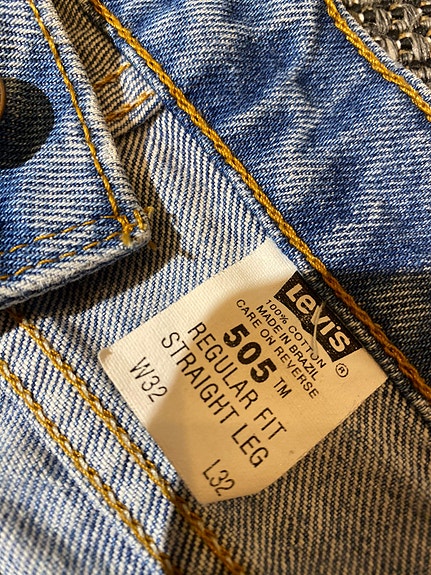 Levi's ®
100% COTTON
MADE IN BRAZIL
CARE ON REVERSE
505 TM
REGULAR FIT
STRAIGHT LEG
W32 L32